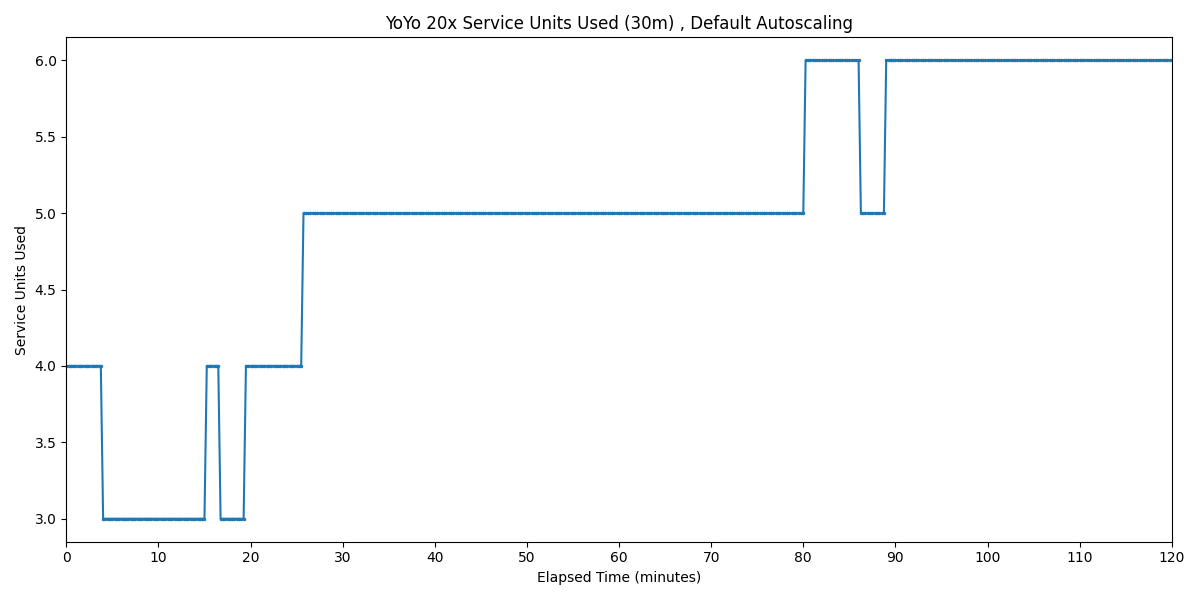 YoYo 20x Service Units Used (30m) , Default Autoscaling
6.0
5.5
5.0
4.5
4.0
3.5
3.0
Service Units Used
0 10 20 30 40 50 60 70 80 90 100 110 120
Elapsed Time (minutes)